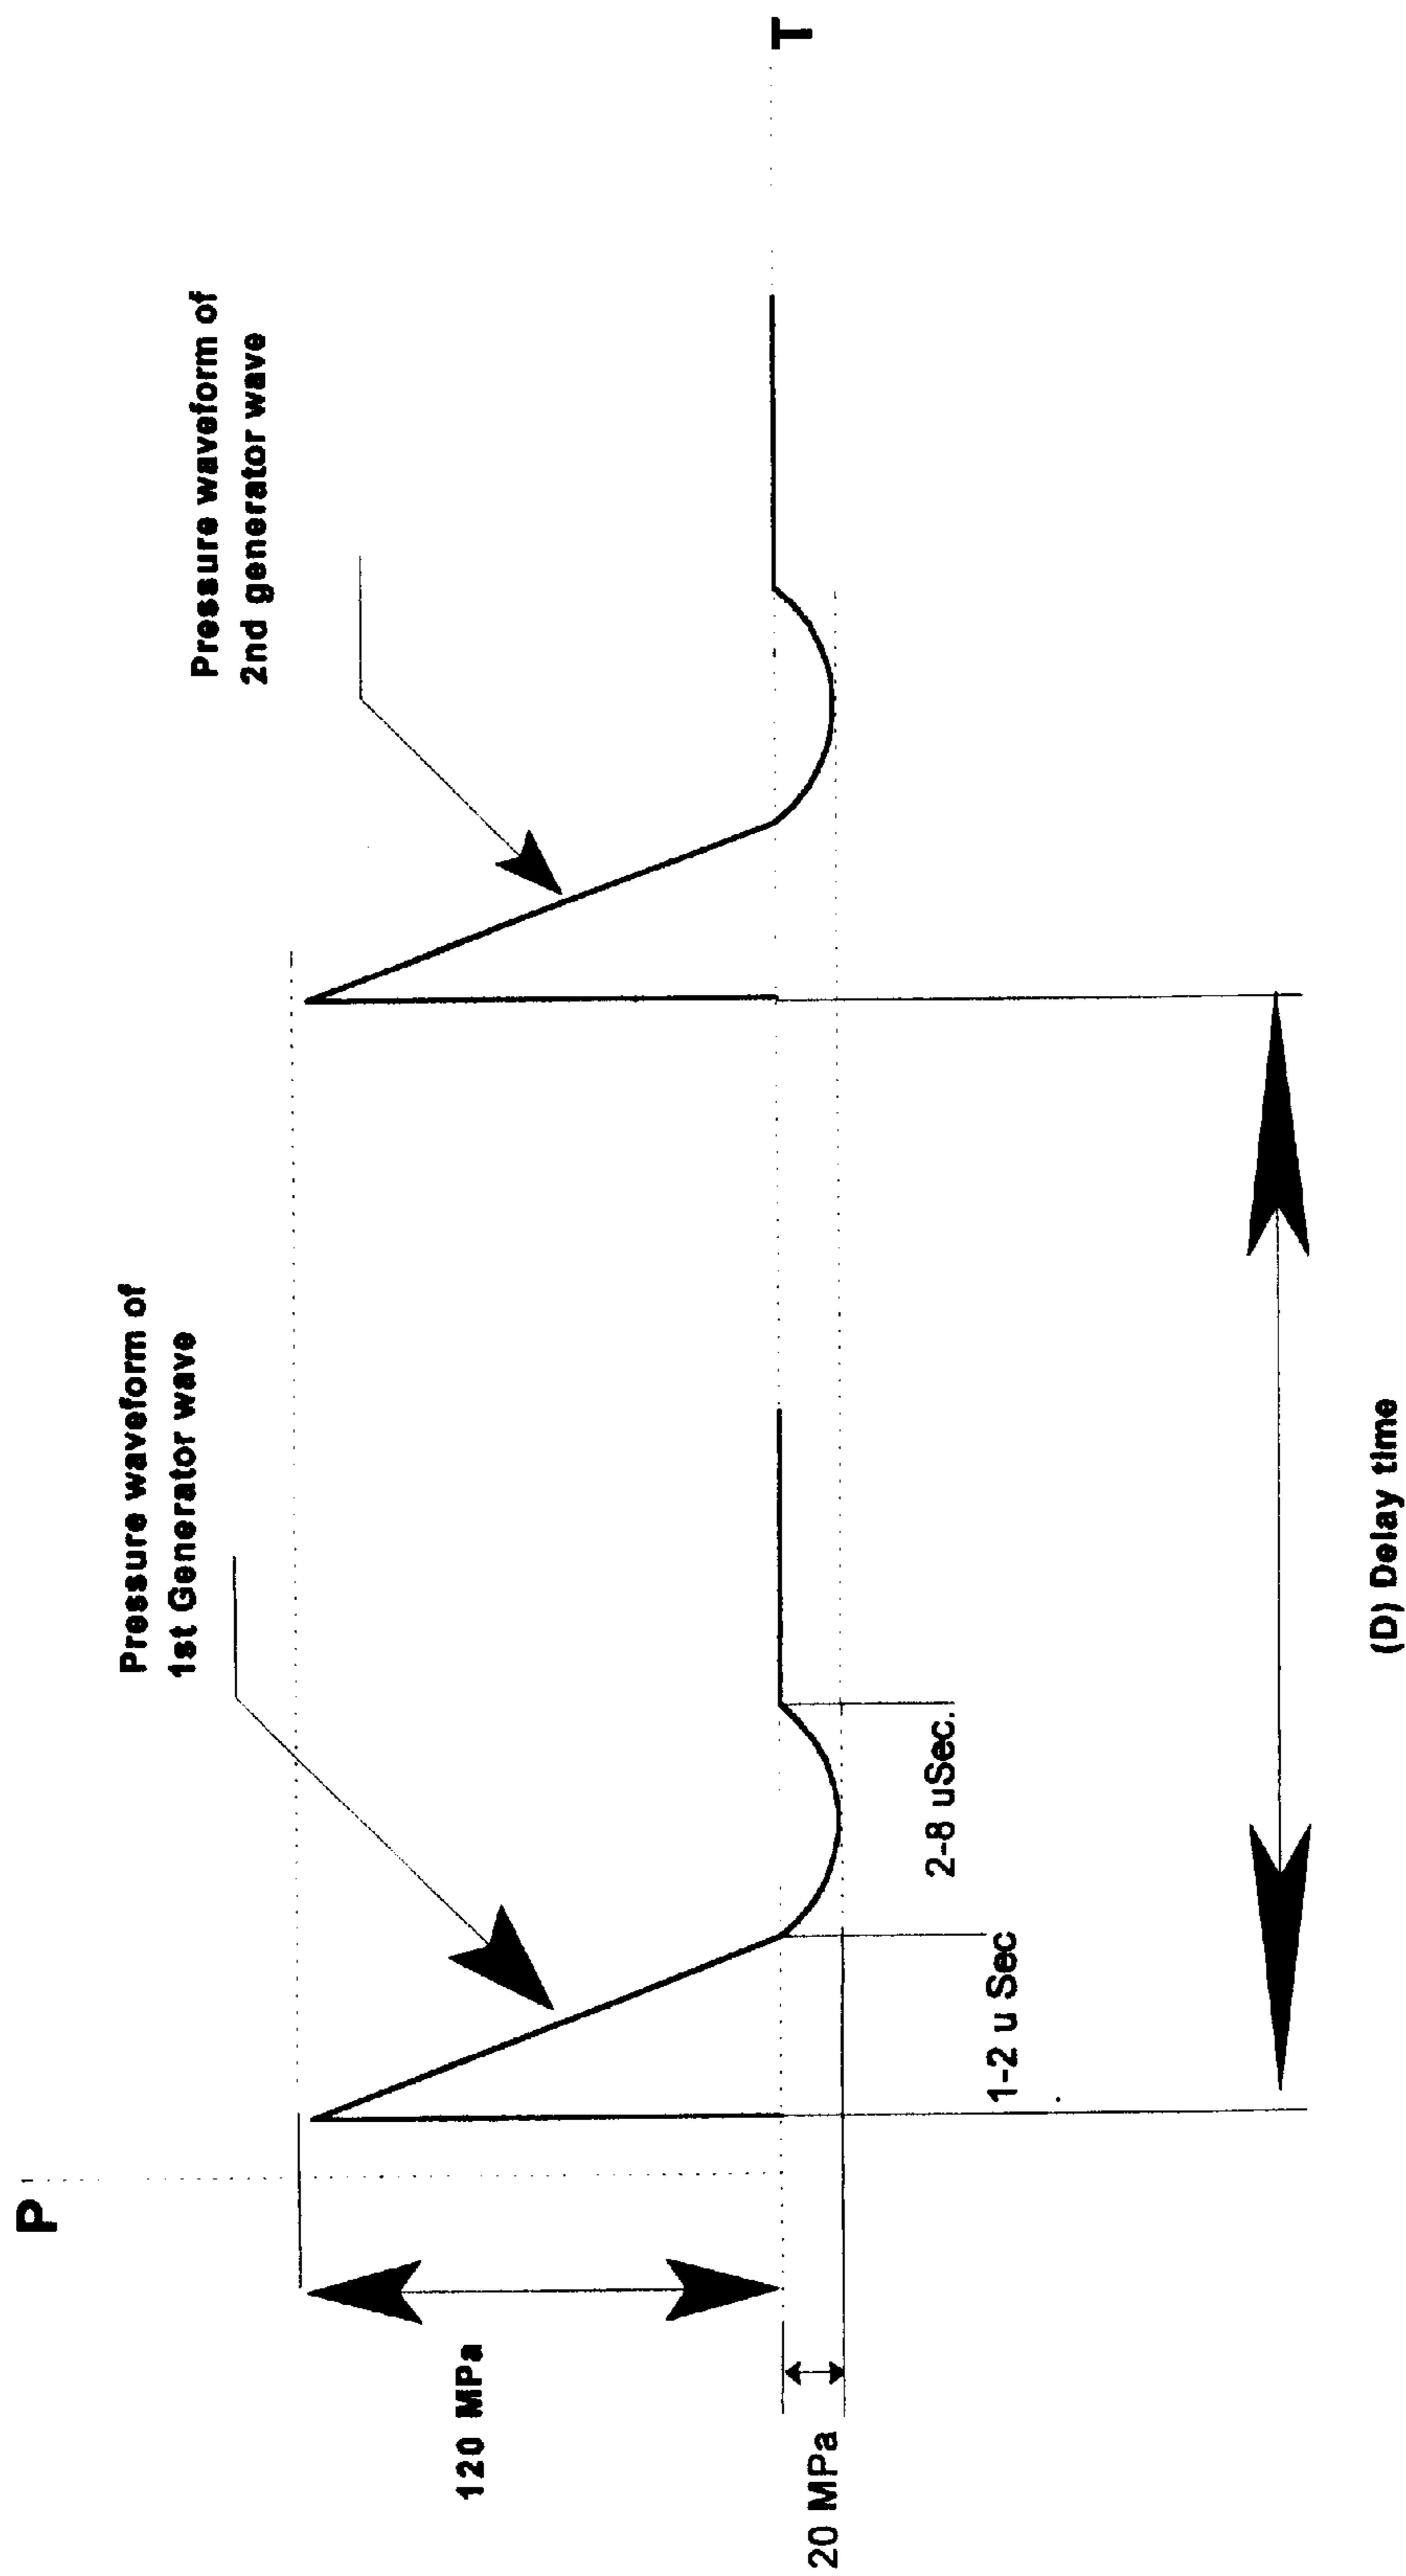 P
Pressure waveform of
1st Generator wave
Pressure waveform of
2nd generator wave
T
120 MPa
20 MPa
1-2 u Sec
2-8 uSec.
(D) Delay time